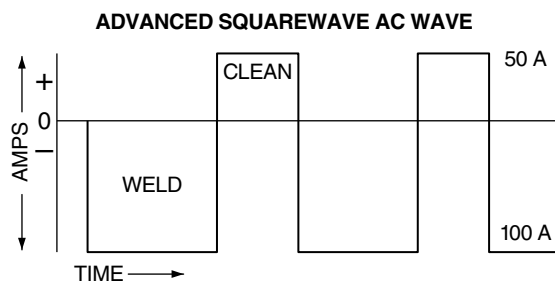 ADVANCED SQUAREWAVE AC WAVE
CLEAN
50 A
+
0
−
AMPS
WELD
100 A
TIME